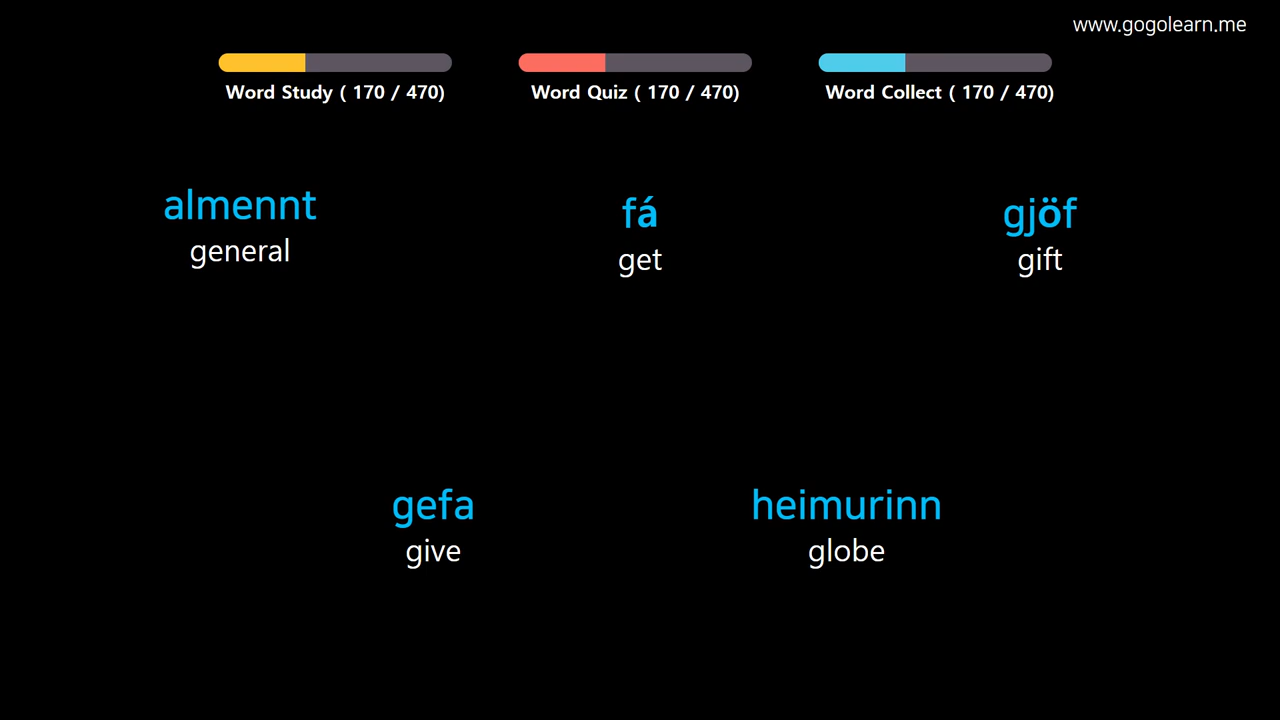 www.gogolearn.me
Word Study ( 170 / 470)
Word Quiz ( 170 / 470)
Word Collect ( 170 / 470)
almennt
general
fá
get
gjöf
gift
gefa
give
heimurinn
globe